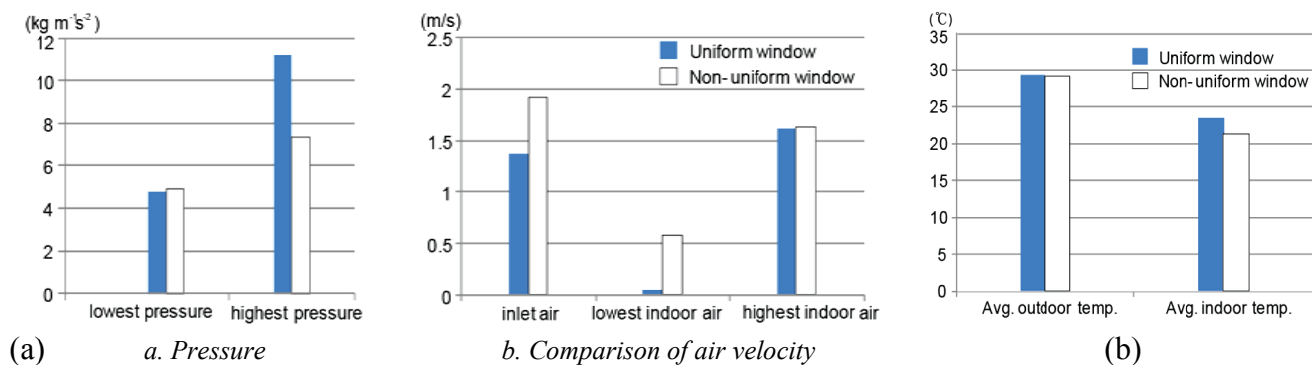 (kg m⁻¹s⁻²)
12
10
8
6
4
2
0
lowest pressure
highest pressure
(a)
a. Pressure
(m/s)
2.5
2
1.5
1
0.5
0
Uniform window
Non- uniform window
inlet air
lowest indoor air
highest indoor air
b. Comparison of air velocity
(℃)
35
30
25
20
15
10
5
0
Uniform window
Non- uniform window
Avg. outdoor temp.
Avg. indoor temp.
(b)